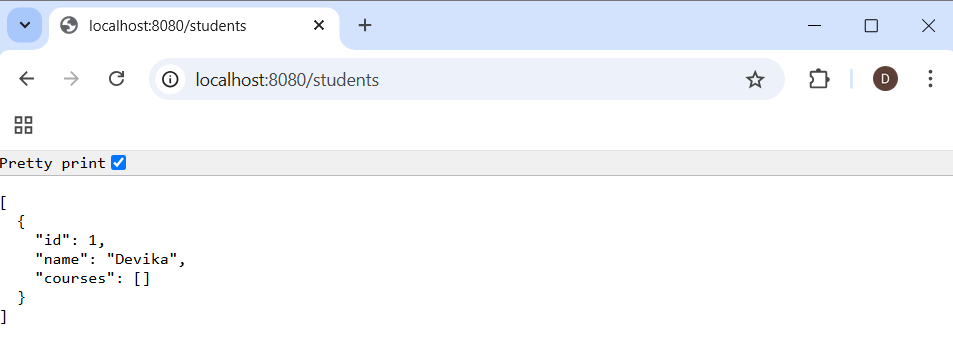 localhost:8080/students
localhost:8080/students
D
Pretty print
[
  {
    "id": 1,
    "name": "Devika",
    "courses": []
  }
]